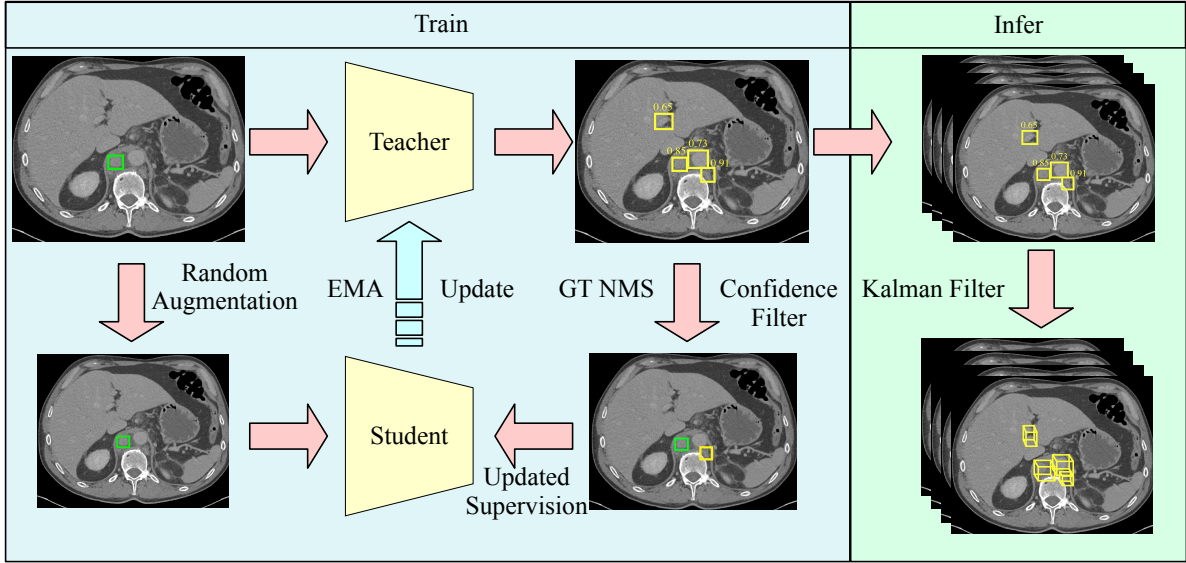 Train
Infer
Teacher
0.65
0.73
0.85
0.91
0.65
0.73
0.85
0.91
Random
Augmentation
EMA
Update
GT NMS
Confidence
Filter
Kalman Filter
Student
Updated
Supervision